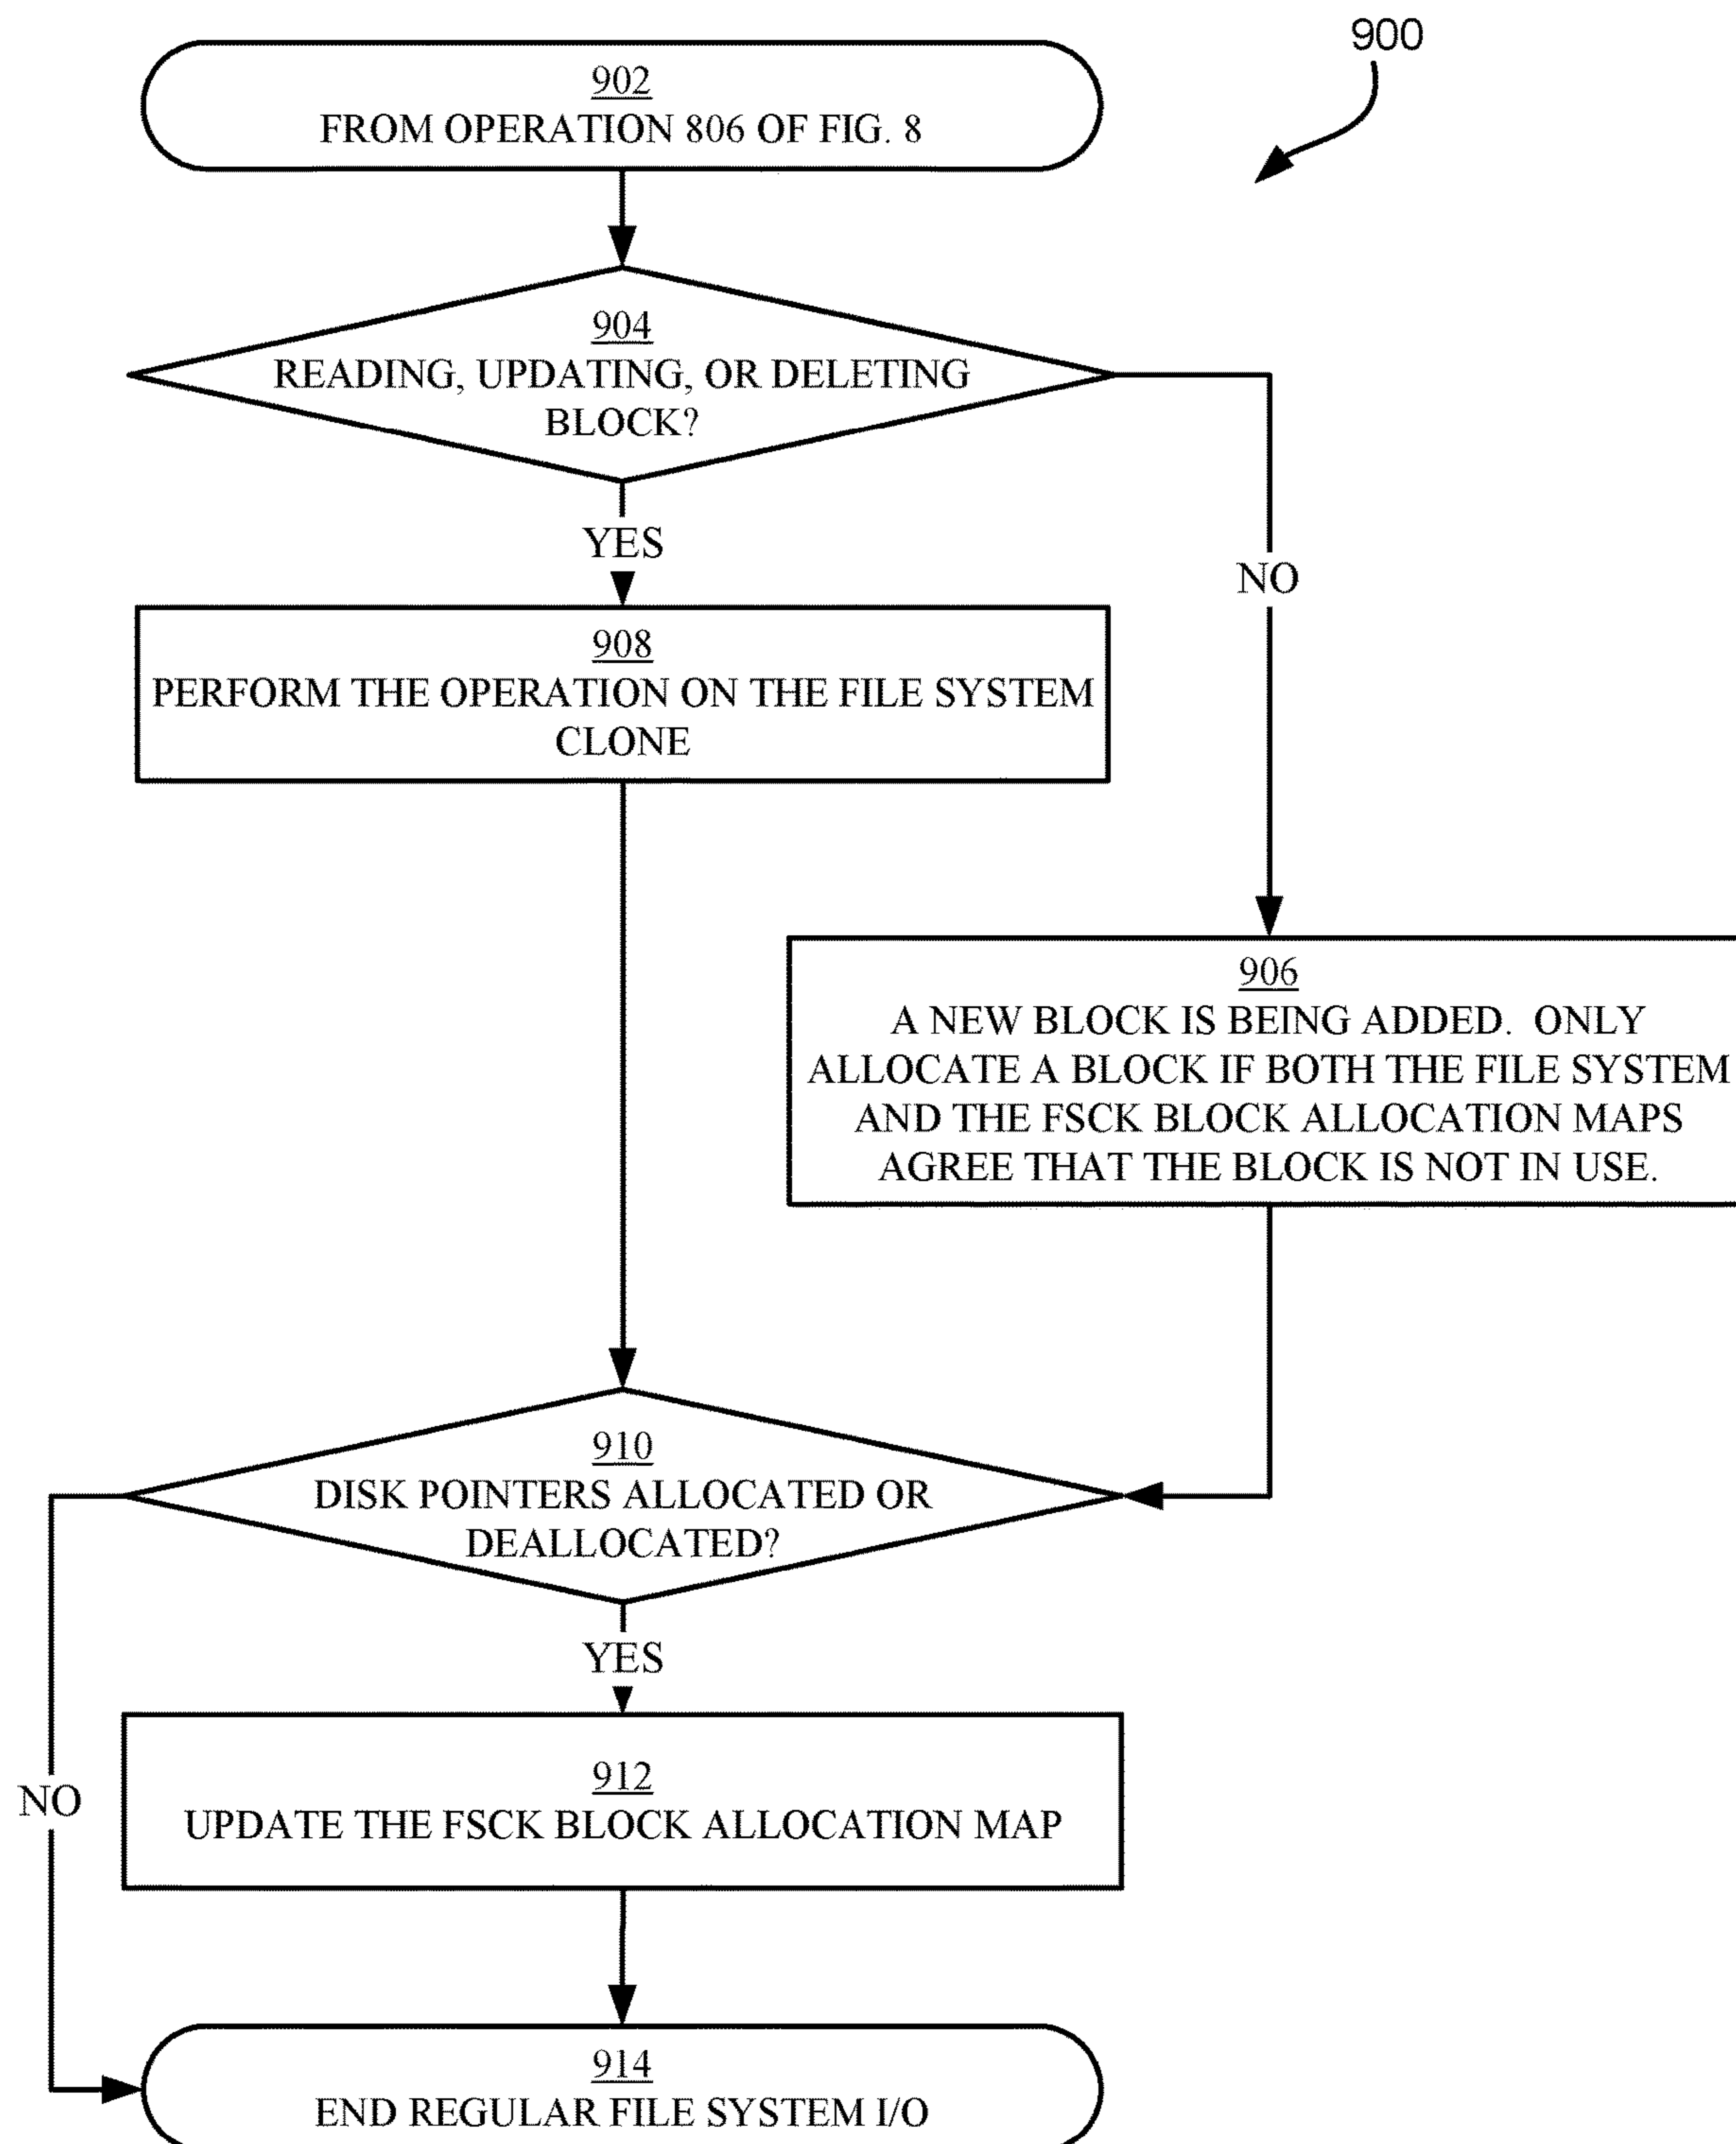 900
902
FROM OPERATION 806 OF FIG. 8
904
READING, UPDATING, OR DELETING
BLOCK?
YES
NO
908
PERFORM THE OPERATION ON THE FILE SYSTEM
CLONE
906
A NEW BLOCK IS BEING ADDED. ONLY
ALLOCATE A BLOCK IF BOTH THE FILE SYSTEM
AND THE FSCK BLOCK ALLOCATION MAPS
AGREE THAT THE BLOCK IS NOT IN USE.
910
DISK POINTERS ALLOCATED OR
DEALLOCATED?
YES
NO
912
UPDATE THE FSCK BLOCK ALLOCATION MAP
914
END REGULAR FILE SYSTEM I/O